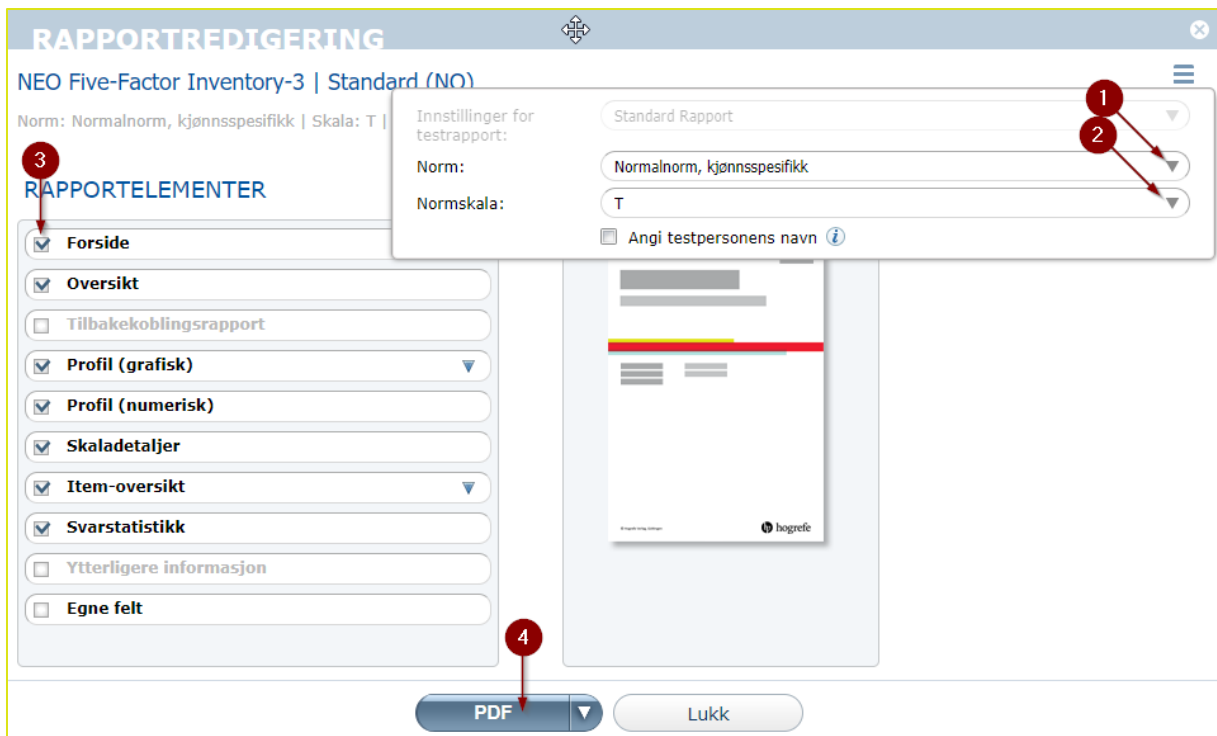 RAPPORTREDIGERING
NEO Five-Factor Inventory-3 | Standard (NO)
Norm: Normalnorm, kjønnsspesifikk | Skala: T |
Innstillinger for testrapport:
Standard Rapport
1
2
Norm:
Normalnorm, kjønnsspesifikk
Normskala:
T
Angi testpersonens navn
3
RAPPORTELEMENTER
Forside
Oversikt
Tilbakekoblingsrapport
Profil (grafisk)
Profil (numerisk)
Skaladetaljer
Item-oversikt
Svarstatistikk
Ytterligere informasjon
Egne felt
hogrefe
4
PDF
Lukk